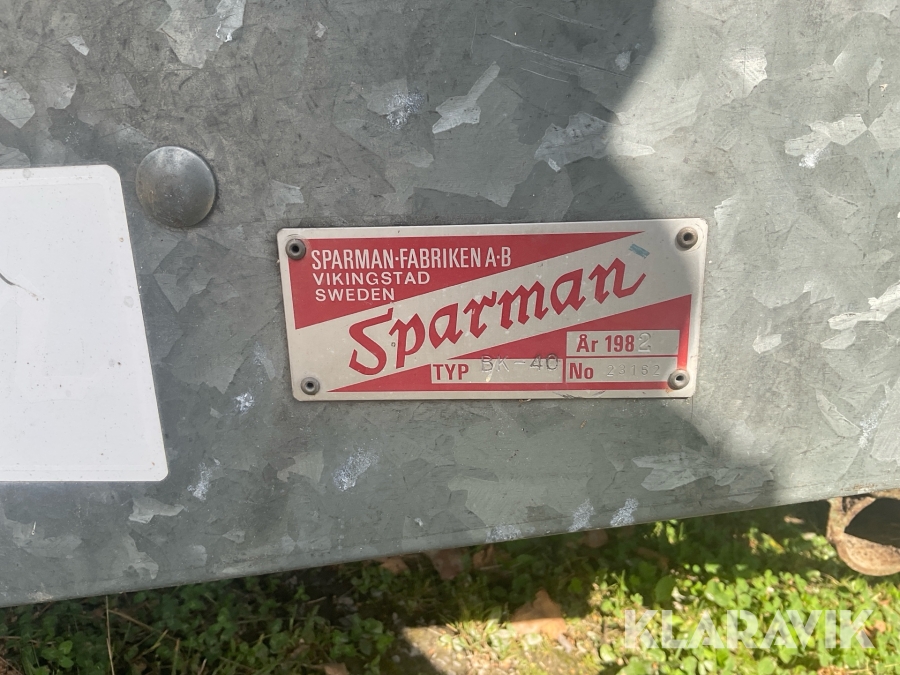 SPARMAN-FABRIKEN A-B
VIKINGSTAD
SWEDEN
Sparman
År 1982
TYP BK-40
No 23182
KLARAVIK